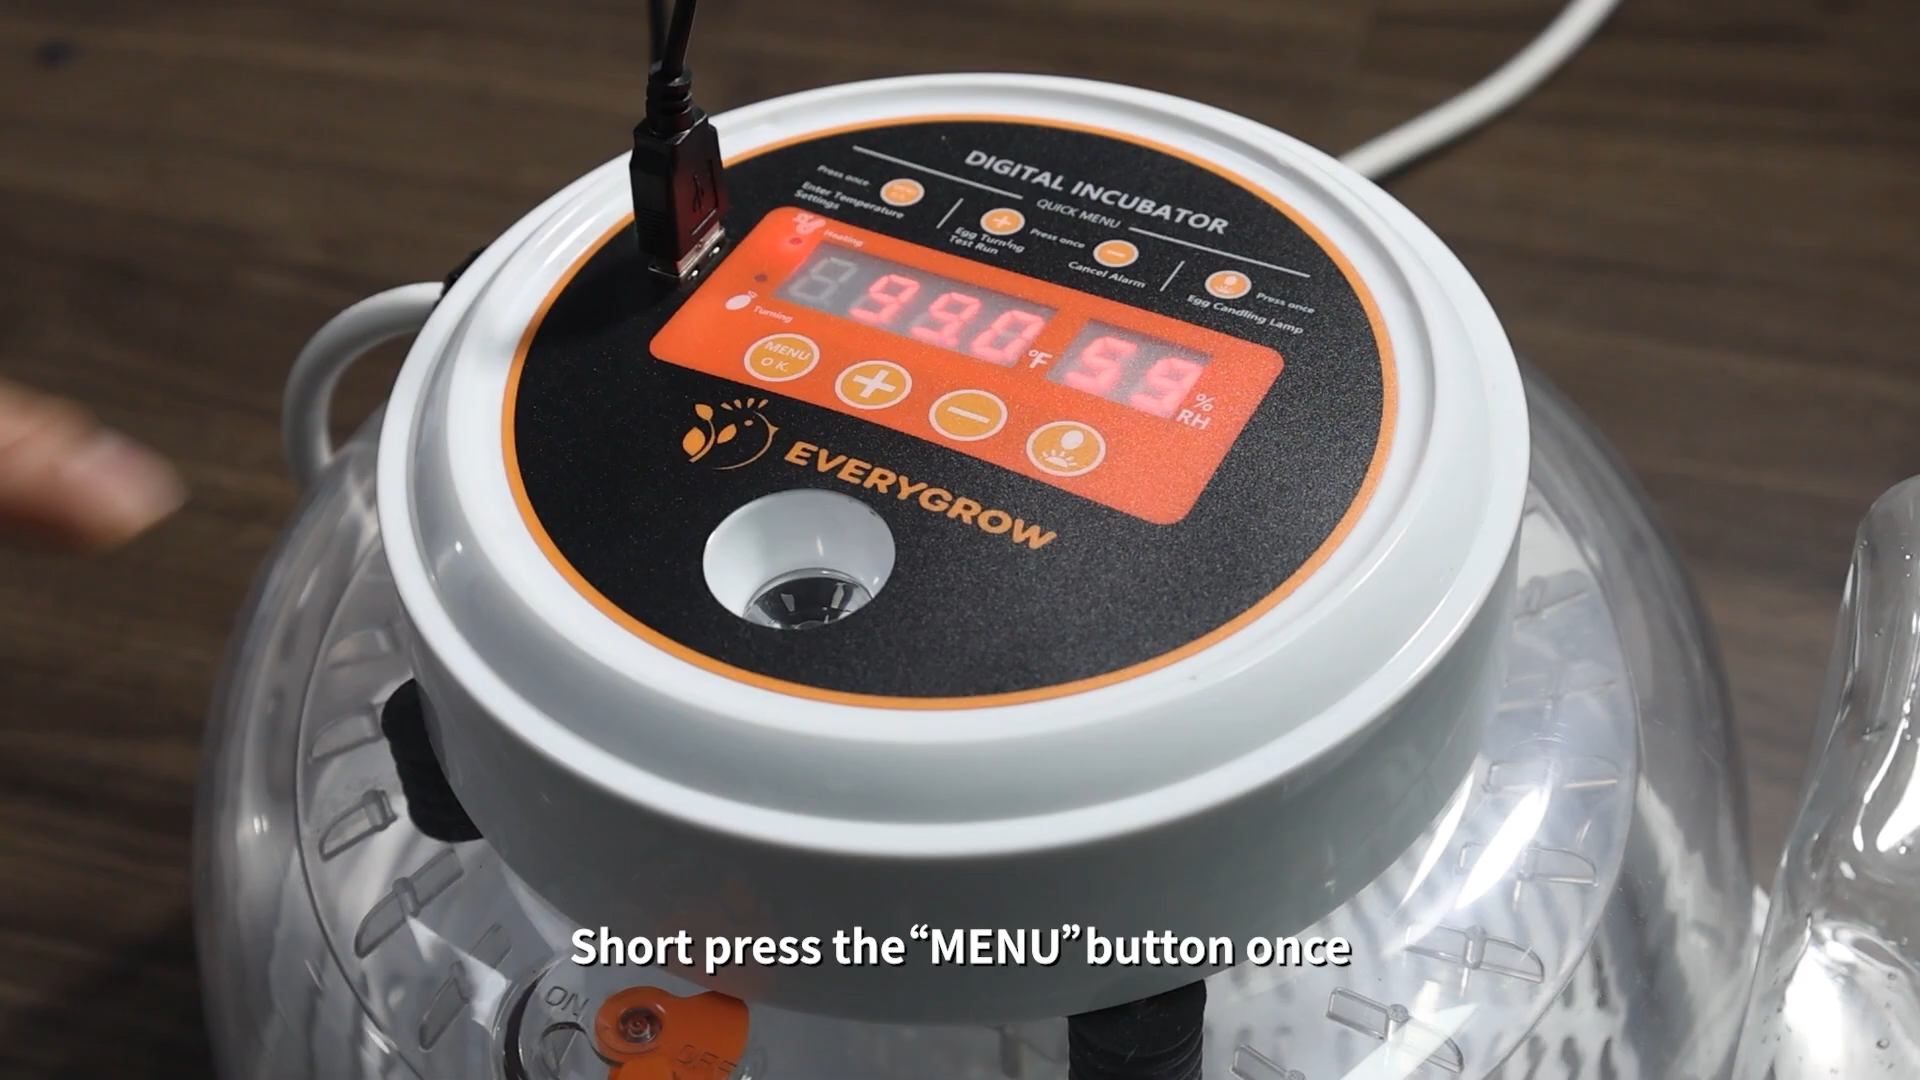 DIGITAL INCUBATOR
QUICK MENU
Press once
MENU
Enter Temperature
Settings
Egg Turning
Test Run
Press once
Cancel Alarm
Press once
Egg Candling Lamp
Heating
Turning
99.0 °F
59 %
RH
MENU
OK
EVERYGROW
Short press the“MENU”button once
ON
OFF